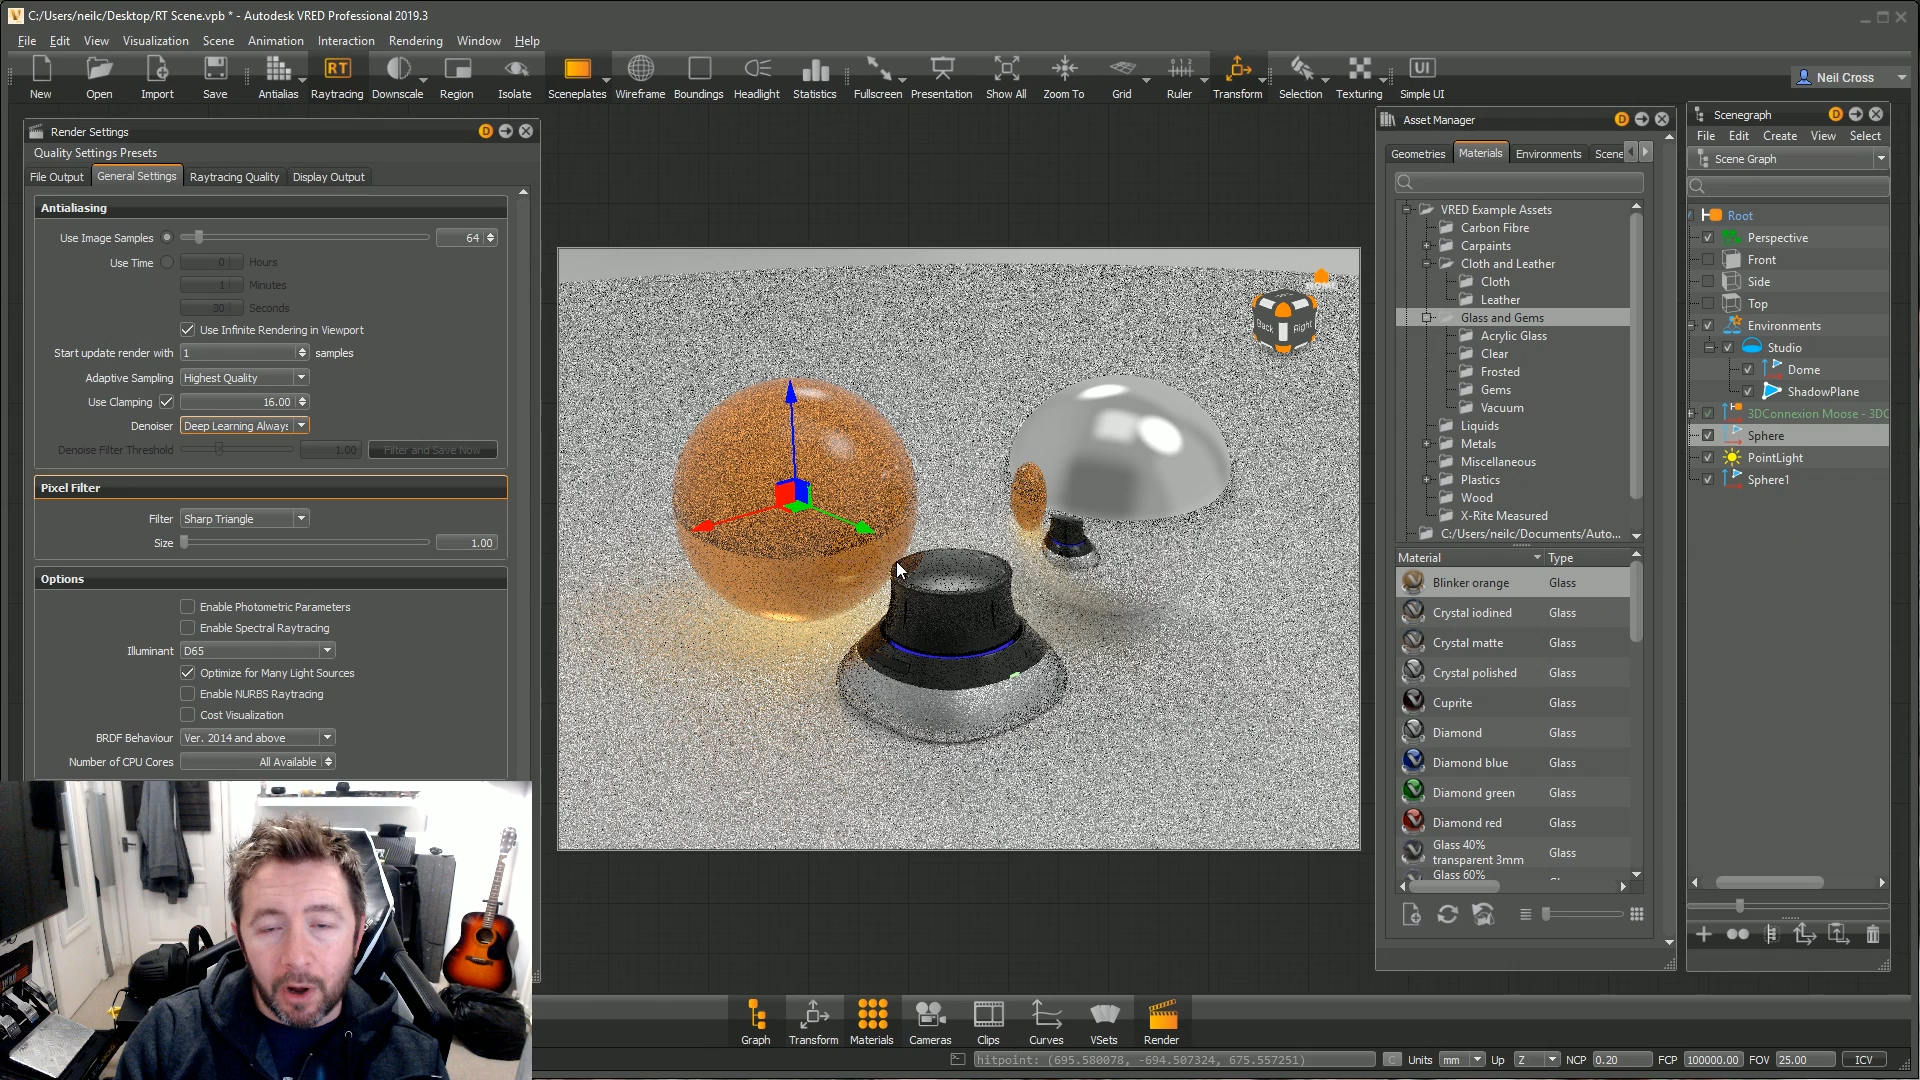 C:/Users/neilc/Desktop/RT Scene.vpb * - Autodesk VRED Professional 2019.3
File Edit View Visualization Scene Animation Interaction Rendering Window Help
New Open Import Save Antialias Raytracing Downscale Region Isolate Sceneplates Wireframe Boundings Headlight Statistics Fullscreen Presentation Show All Zoom To Grid Ruler Transform Selection Texturing Simple UI
RT
UI
Neil Cross
Render Settings
D
Quality Settings Presets
File Output General Settings Raytracing Quality Display Output
Antialiasing
Use Image Samples 64
Use Time 0 Hours
1 Minutes
30 Seconds
Use Infinite Rendering in Viewport
Start update render with 1 samples
Adaptive Sampling Highest Quality
Use Clamping 16.00
Denoiser Deep Learning Always
Denoise Filter Threshold 1.00 Filter and Save Now
Pixel Filter
Filter Sharp Triangle
Size 1.00
Options
Enable Photometric Parameters
Enable Spectral Raytracing
Illuminant D65
Optimize for Many Light Sources
Enable NURBS Raytracing
Cost Visualization
BRDF Behaviour Ver. 2014 and above
Number of CPU Cores All Available
Back Right
Asset Manager
D
Geometries Materials Environments Scene
VRED Example Assets
Carbon Fibre
Carpaints
Cloth and Leather
Cloth
Leather
Glass and Gems
Acrylic Glass
Clear
Frosted
Gems
Vacuum
Liquids
Metals
Miscellaneous
Plastics
Wood
X-Rite Measured
C:/Users/neilc/Documents/Auto...
Material Type
Blinker orange Glass
Crystal iodined Glass
Crystal matte Glass
Crystal polished Glass
Cuprite Glass
Diamond Glass
Diamond blue Glass
Diamond green Glass
Diamond red Glass
Glass 40%
transparent 3mm Glass
Glass 60%
Scenegraph
D
File Edit Create View Select
Scene Graph
Root
Perspective
Front
Side
Top
Environments
Studio
Dome
ShadowPlane
3DConnexion Moose - 3DC
Sphere
PointLight
Sphere1
Graph Transform Materials Cameras Clips Curves VSets Render
hitpoint: (695.580078, -694.507324, 675.557251) C Units mm Up Z NCP 0.20 FCP 100000.00 FOV 25.00 ICV